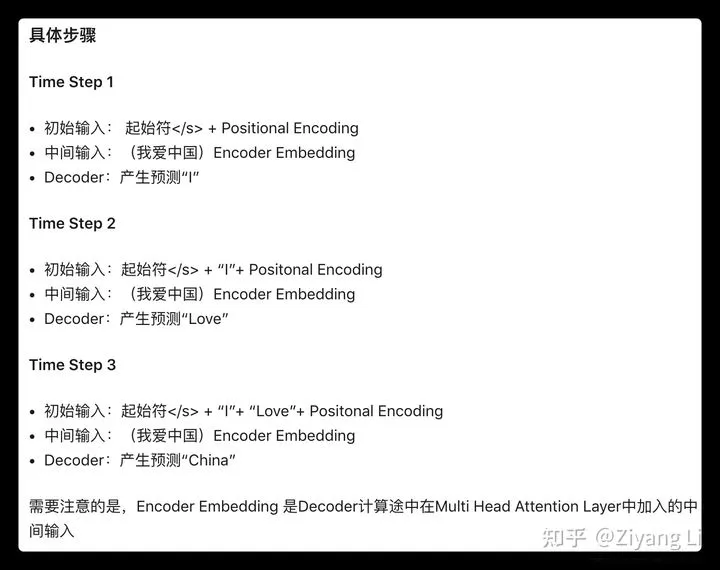 具体步骤
Time Step 1
• 初始输入： 起始符</s> + Positional Encoding
• 中间输入：（我爱中国）Encoder Embedding
• Decoder：产生预测“I”
Time Step 2
• 初始输入：起始符</s> + “I”+ Positonal Encoding
• 中间输入：（我爱中国）Encoder Embedding
• Decoder：产生预测“Love”
Time Step 3
• 初始输入：起始符</s> + “I”+ “Love”+ Positonal Encoding
• 中间输入：（我爱中国）Encoder Embedding
• Decoder：产生预测“China”
需要注意的是，Encoder Embedding 是Decoder计算途中在Multi Head Attention Layer中加入的中
间输入
知乎 @Ziyang Li